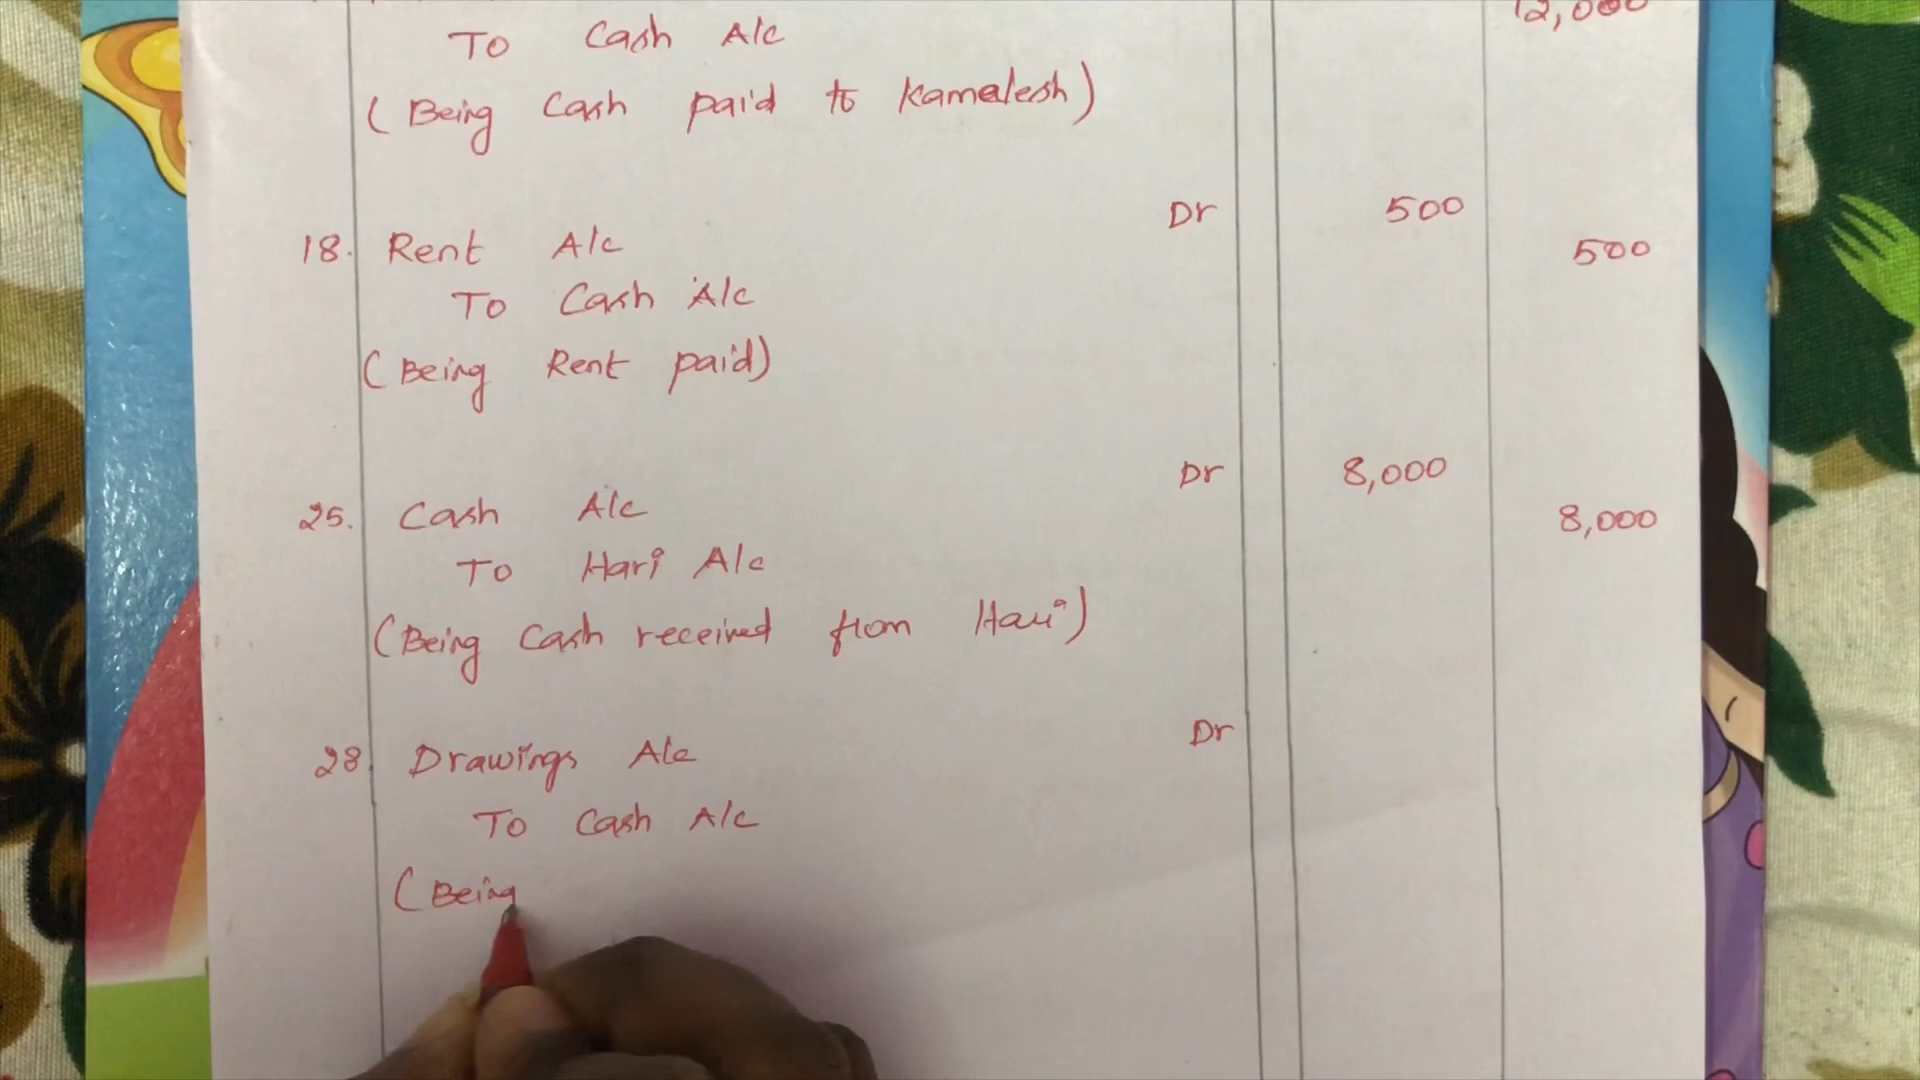 12,000
To Cash A/c
(Being Cash paid to Kamalesh)
18. Rent A/c Dr 500
To Cash A/c 500
(Being Rent paid)
25. Cash A/c Dr 8,000
To Hari A/c 8,000
(Being Cash received from Hari)
28. Drawings A/c Dr
To Cash A/c
(Being